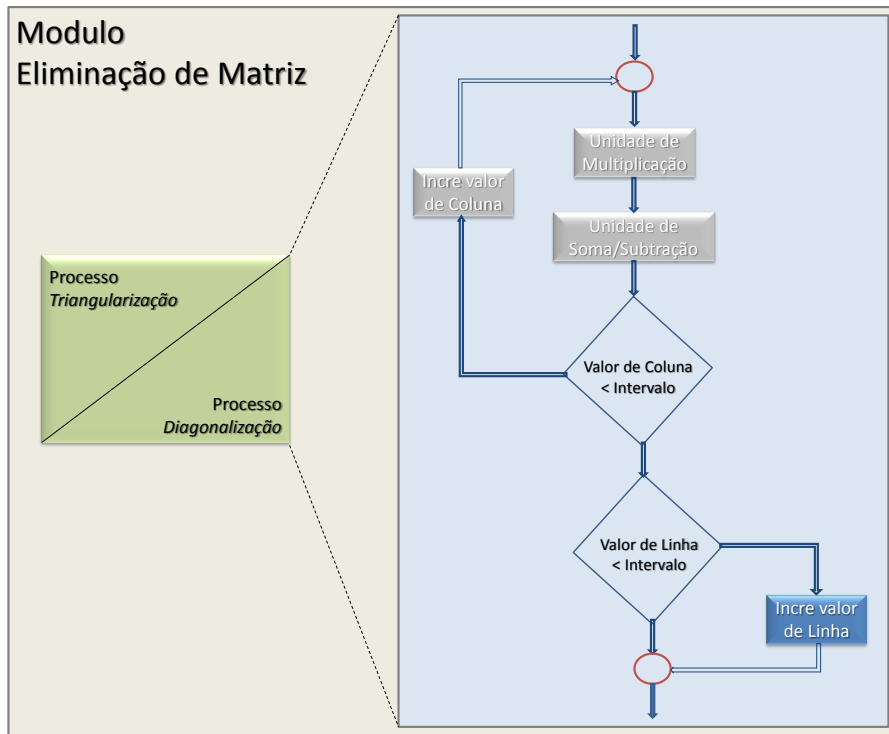 Modulo
Eliminação de Matriz
Processo
Triangularização
Processo
Diagonalização
Unidade de
Multiplicação
Incre valor
de Coluna
Unidade de
Soma/Subtração
Valor de Coluna
< Intervalo
Valor de Linha
< Intervalo
Incre valor
de Linha